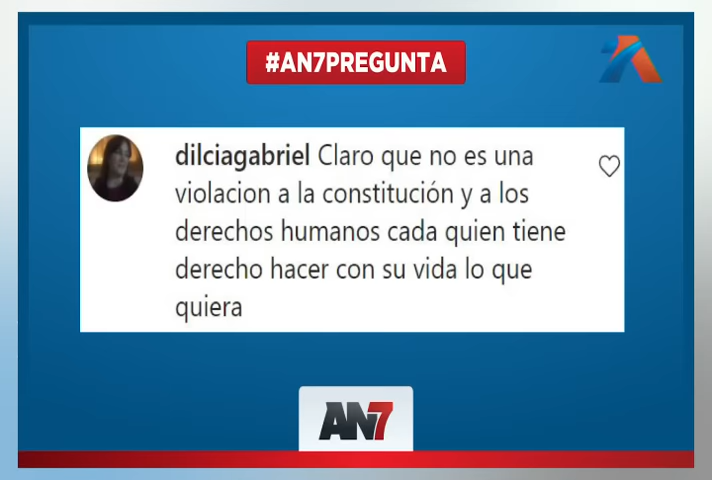 #AN7PREGUNTA
dilciagabriel Claro que no es una
violacion a la constitución y a los
derechos humanos cada quien tiene
derecho hacer con su vida lo que
quiera
AN7